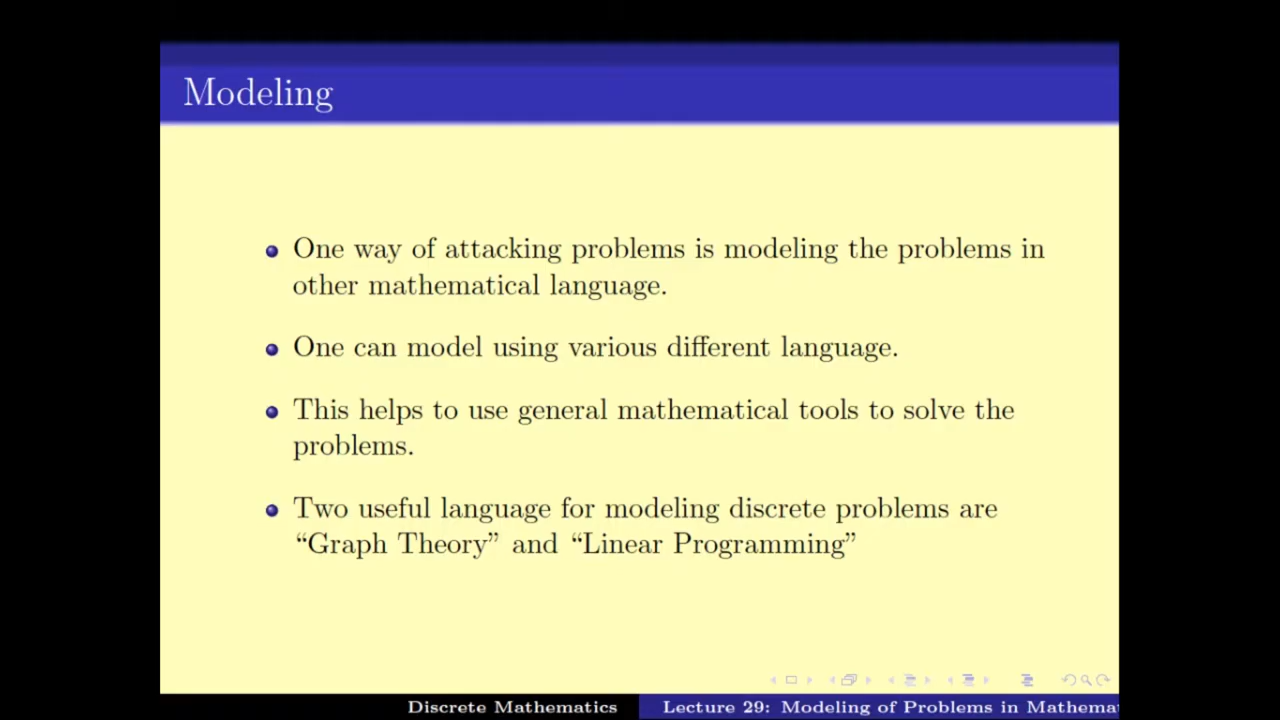 Modeling
One way of attacking problems is modeling the problems in
other mathematical language.
One can model using various different language.
This helps to use general mathematical tools to solve the
problems.
Two useful language for modeling discrete problems are
“Graph Theory” and “Linear Programming”
Discrete Mathematics
Lecture 29: Modeling of Problems in Mathema